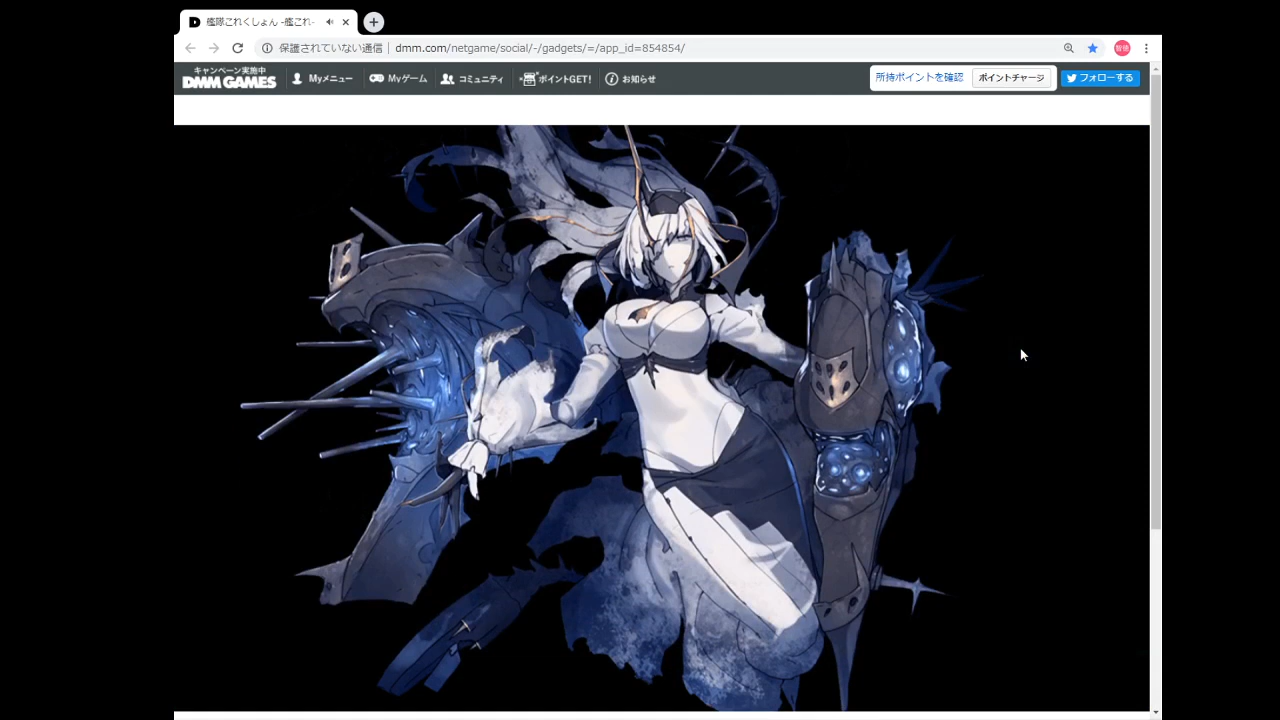 艦隊これくしょん -艦これ-
保護されていない通信 | dmm.com/netgame/social/-/gadgets/=/app_id=854854/
キャンペーン実施中
DMM GAMES
Myメニュー
Myゲーム
コミュニティ
ポイントGET!
お知らせ
所持ポイントを確認
ポイントチャージ
フォローする